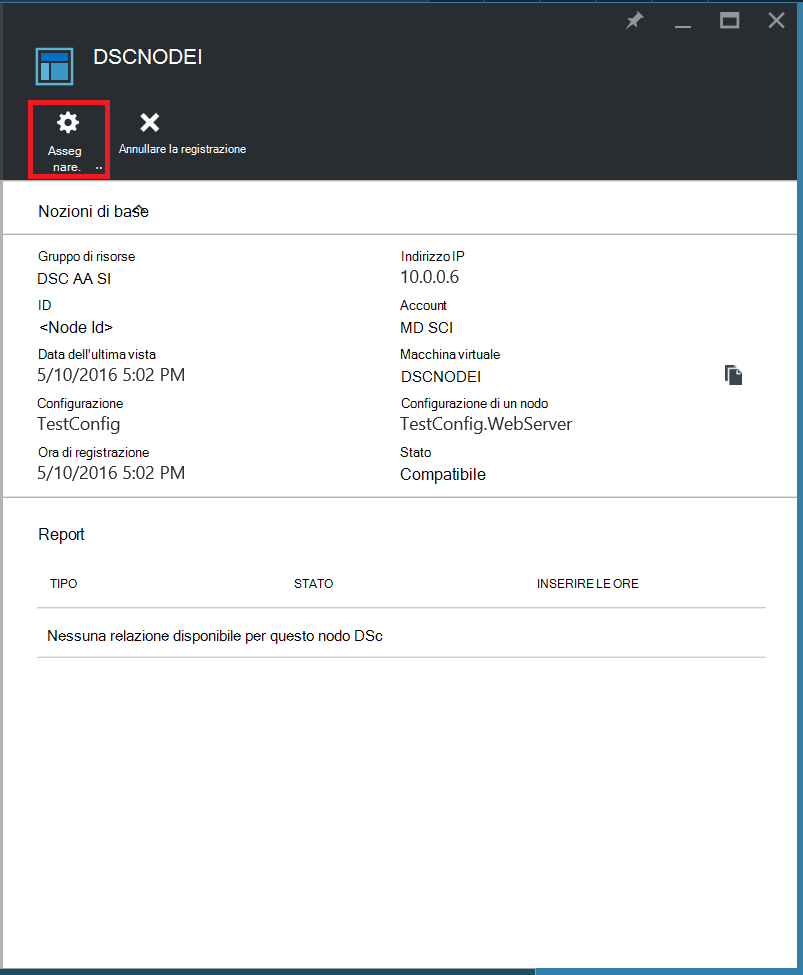 DSCNODEI
Asseg
nare. ..
Annullare la registrazione
Nozioni di base
Gruppo di risorse
DSC AA SI
Indirizzo IP
10.0.0.6
ID
<Node Id>
Account
MD SCI
Data dell'ultima vista
5/10/2016 5:02 PM
Macchina virtuale
DSCNODEI
Configurazione
TestConfig
Configurazione di un nodo
TestConfig.WebServer
Ora di registrazione
5/10/2016 5:02 PM
Stato
Compatibile
Report
TIPO STATO INSERIRE LE ORE
Nessuna relazione disponibile per questo nodo DSc